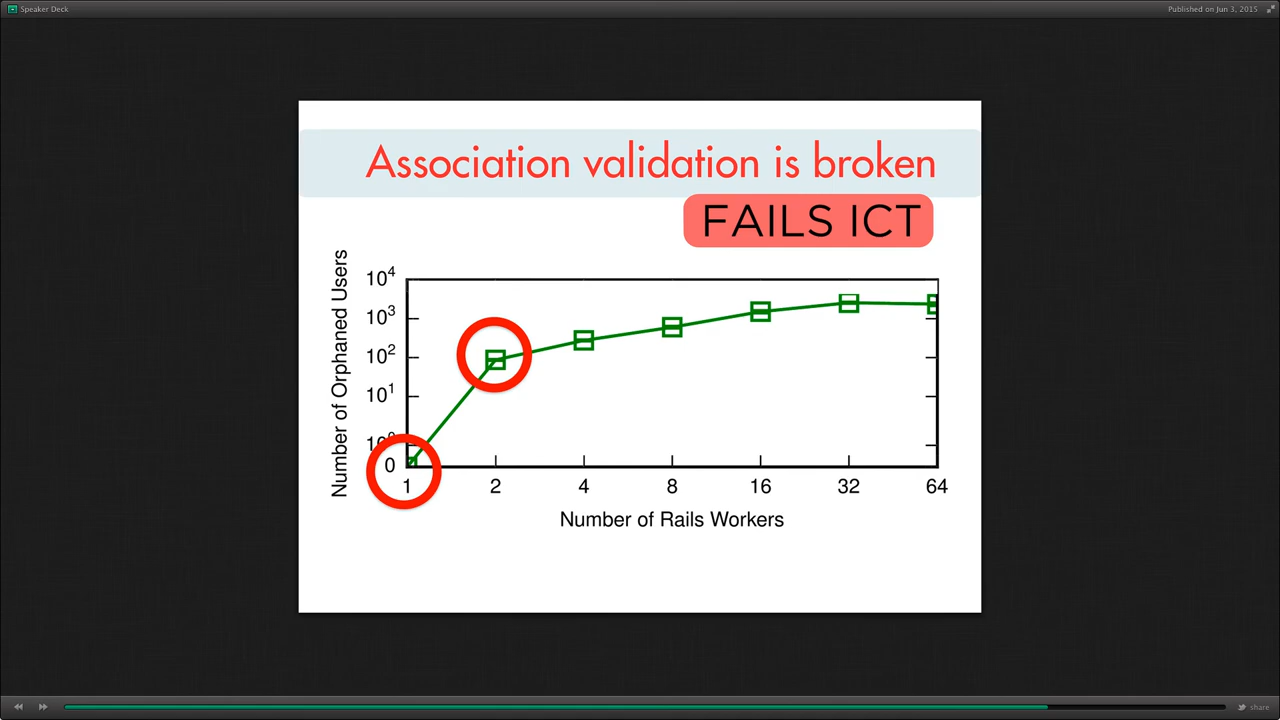 Speaker Deck
Published on Jun 3, 2015
Association validation is broken
FAILS ICT
Number of Orphaned Users
10⁴
10³
10²
10¹
10⁰
0
1 2 4 8 16 32 64
Number of Rails Workers
share